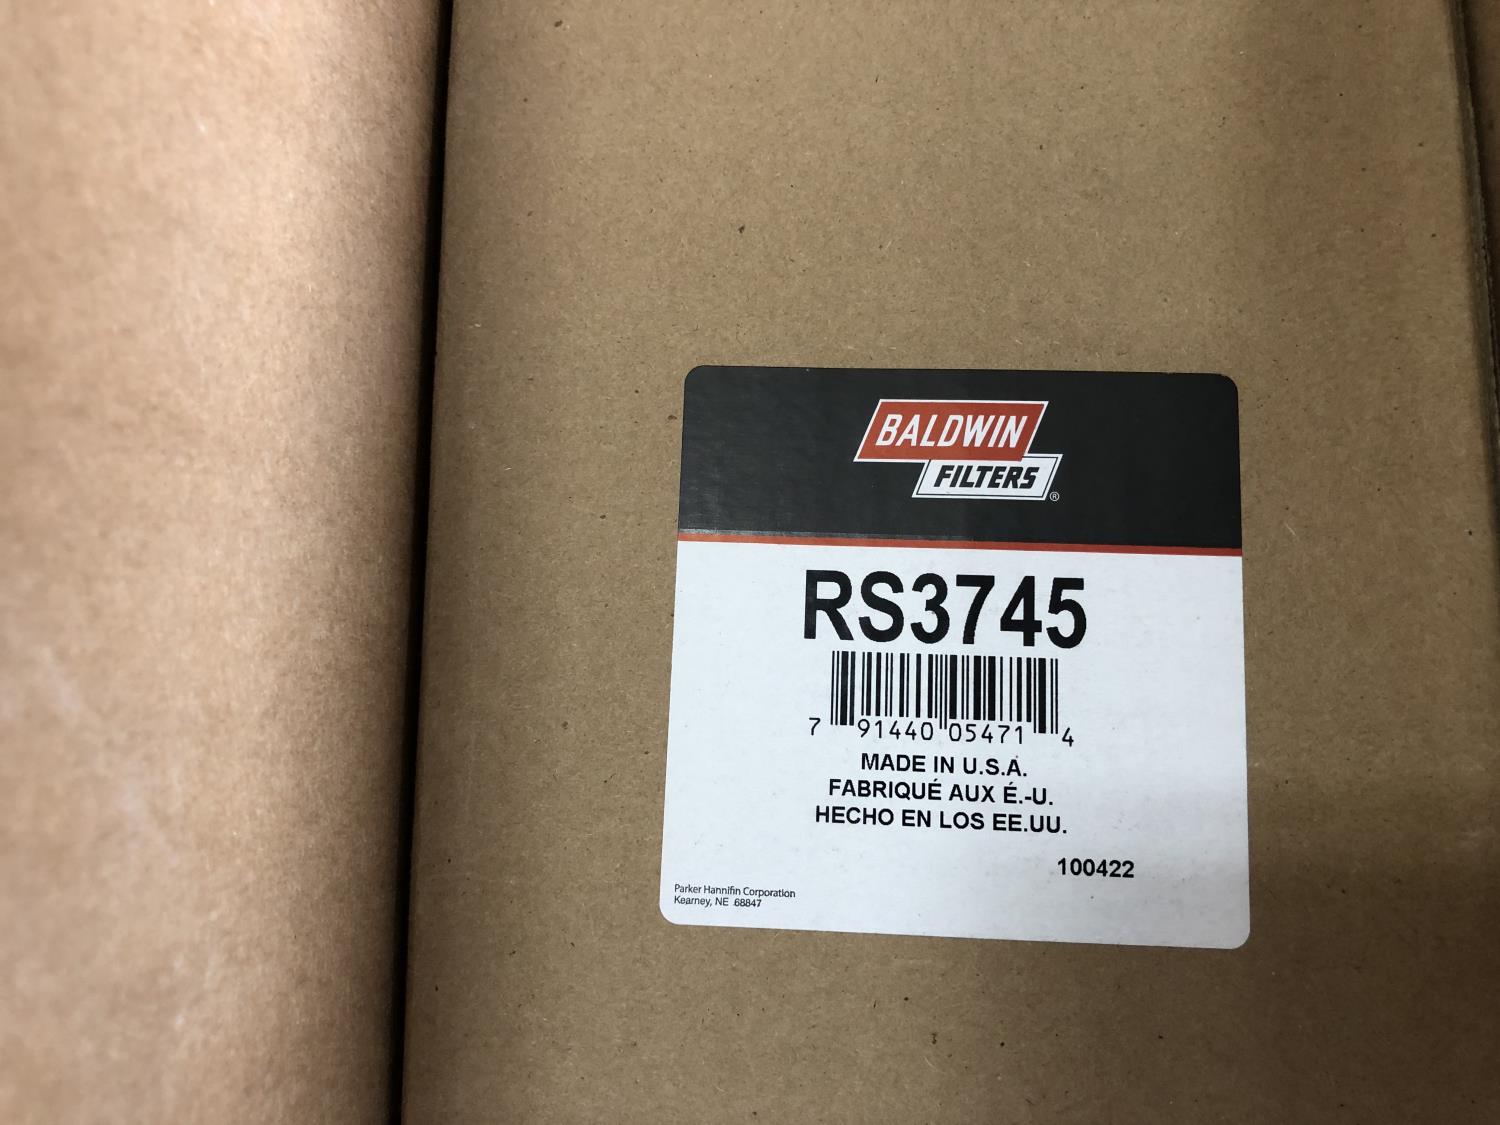 BALDWIN
FILTERS
®
RS3745
7 91440 05471 4
MADE IN U.S.A.
FABRIQUÉ AUX É.-U.
HECHO EN LOS EE.UU.
100422
Parker Hannifin Corporation
Kearney, NE 68847